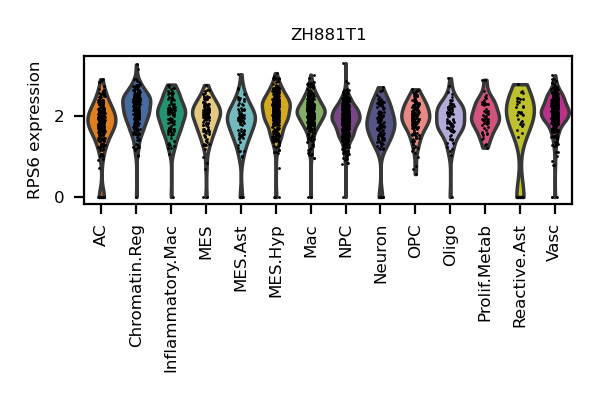 ZH881T1
RPS6 expression
2
0
AC
Chromatin.Reg
Inflammatory.Mac
MES
MES.Ast
MES.Hyp
Mac
NPC
Neuron
OPC
Oligo
Prolif.Metab
Reactive.Ast
Vasc